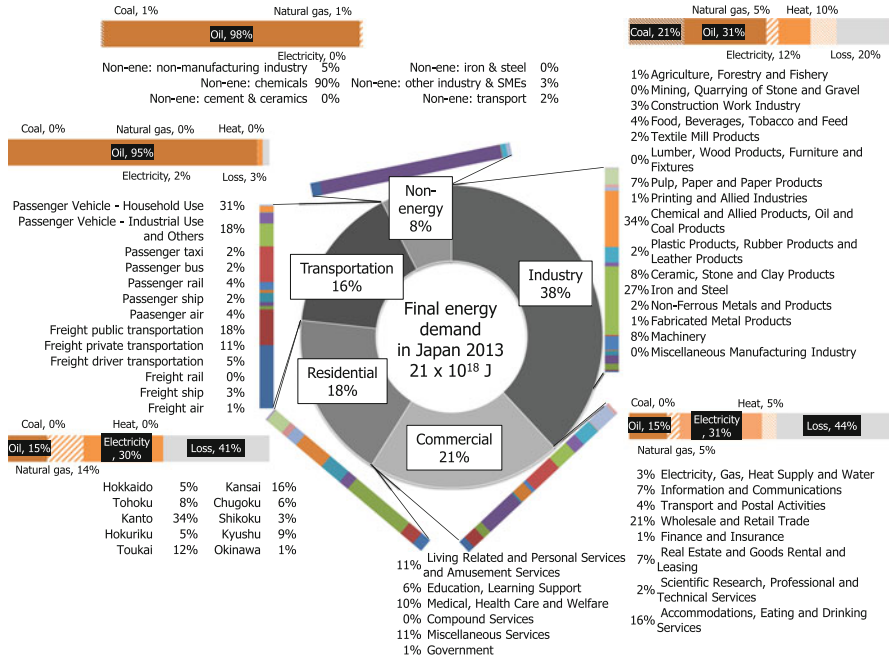 Coal, 1%
Natural gas, 1%
Oil, 98%
Electricity, 0%
Non-ene: non-manufacturing industry 5%
Non-ene: chemicals 90%
Non-ene: cement & ceramics 0%
Non-ene: iron & steel 0%
Non-ene: other industry & SMEs 3%
Non-ene: transport 2%
Natural gas, 5%
Heat, 10%
Coal, 21%
Oil, 31%
Electricity, 12%
Loss, 20%
1% Agriculture, Forestry and Fishery
0% Mining, Quarrying of Stone and Gravel
3% Construction Work Industry
4% Food, Beverages, Tobacco and Feed
2% Textile Mill Products
0% Lumber, Wood Products, Furniture and
Fixtures
7% Pulp, Paper and Paper Products
1% Printing and Allied Industries
34% Chemical and Allied Products, Oil and
Coal Products
2% Plastic Products, Rubber Products and
Leather Products
8% Ceramic, Stone and Clay Products
27% Iron and Steel
2% Non-Ferrous Metals and Products
1% Fabricated Metal Products
8% Machinery
0% Miscellaneous Manufacturing Industry
Coal, 0%
Natural gas, 0%
Heat, 0%
Oil, 95%
Electricity, 2%
Loss, 3%
Passenger Vehicle - Household Use 31%
Passenger Vehicle - Industrial Use
and Others 18%
Passenger taxi 2%
Passenger bus 2%
Passenger rail 4%
Passenger ship 2%
Paasenger air 4%
Freight public transportation 18%
Freight private transportation 11%
Freight driver transportation 5%
Freight rail 0%
Freight ship 3%
Freight air 1%
Non-
energy
8%
Transportation
16%
Industry
38%
Final energy
demand
in Japan 2013
21 x 10¹⁸ J
Residential
18%
Commercial
21%
Coal, 0%
Heat, 0%
Oil, 15%
Electricity
, 30%
Loss, 41%
Natural gas, 14%
Hokkaido 5%
Tohoku 8%
Kanto 34%
Hokuriku 5%
Toukai 12%
Kansai 16%
Chugoku 6%
Shikoku 3%
Kyushu 9%
Okinawa 1%
Coal, 0%
Heat, 5%
Oil, 15%
Electricity
, 31%
Loss, 44%
Natural gas, 5%
3% Electricity, Gas, Heat Supply and Water
7% Information and Communications
4% Transport and Postal Activities
21% Wholesale and Retail Trade
1% Finance and Insurance
7% Real Estate and Goods Rental and
Leasing
2% Scientific Research, Professional and
Technical Services
16% Accommodations, Eating and Drinking
Services
11% Living Related and Personal Services
and Amusement Services
6% Education, Learning Support
10% Medical, Health Care and Welfare
0% Compound Services
11% Miscellaneous Services
1% Government